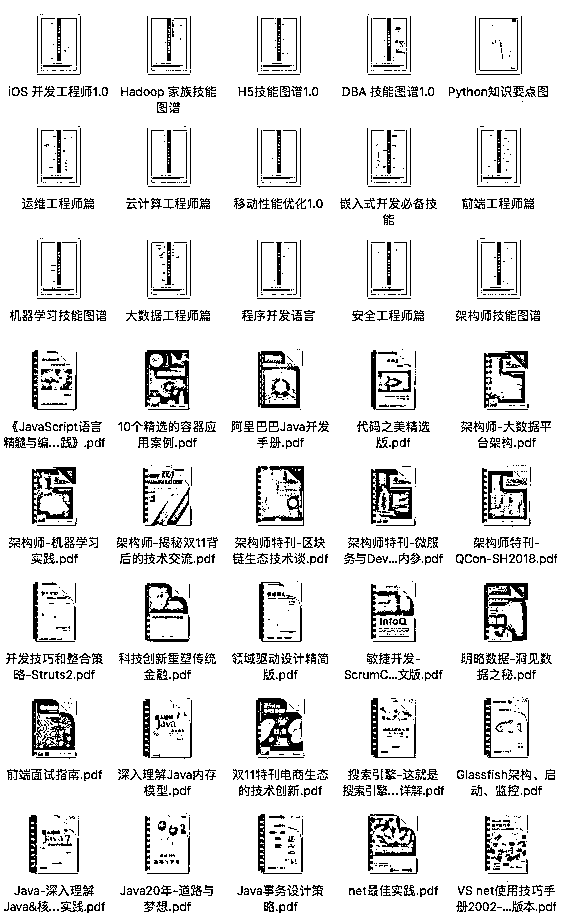 iOS 开发工程师1.0
Hadoop 家族技能
图谱
H5技能图谱1.0
DBA 技能图谱1.0
Python知识要点图
运维工程师篇
云计算工程师篇
移动性能优化1.0
嵌入式开发必备技
能
前端工程师篇
机器学习技能图谱
大数据工程师篇
程序开发语言
安全工程师篇
架构师技能图谱
《JavaScript语言
精髓与编...践》.pdf
10个精选的容器应
用案例.pdf
阿里巴巴Java开发
手册.pdf
代码之美精选
版.pdf
架构师-大数据平
台架构.pdf
架构师-机器学习
实践.pdf
架构师-揭秘双11背
后的技术交流.pdf
架构师特刊-区块
链生态技术谈.pdf
架构师特刊-微服
务与Dev...内参.pdf
架构师特刊-
QCon-SH2018.pdf
开发技巧和整合策
略-Struts2.pdf
科技创新重塑传统
金融.pdf
领域驱动设计精简
版.pdf
InfoQ
敏捷开发-
ScrumC...文版.pdf
明略数据-洞见数
据之秘.pdf
前端面试指南.pdf
Java
深入理解Java内存
模型.pdf
双11特刊电商生态
的技术创新.pdf
搜索引擎-这就是
搜索引擎...详解.pdf
Glassfish架构、启
动、监控.pdf
Java 7
Java-深入理解
Java&核...实践.pdf
Java20年-道路与
梦想.pdf
Java事务设计策
略.pdf
net最佳实践.pdf
VS net使用技巧手
册2002-...版本.pdf